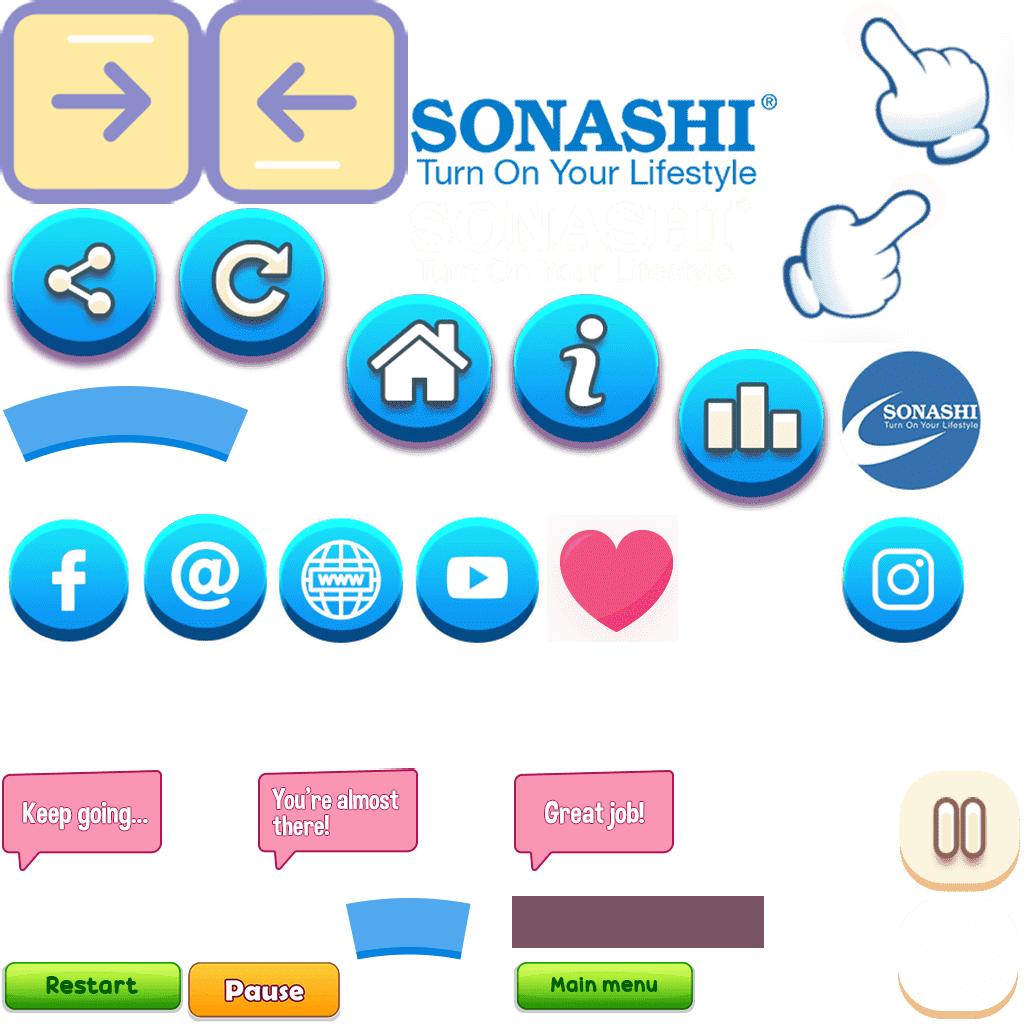 SONASHI®
Turn On Your Lifestyle
SONASHI
Turn On Your Lifestyle
SONASHI
Turn On Your Lifestyle
@
www
Keep going...
You're almost
there!
Great job!
Restart
Pause
Main menu